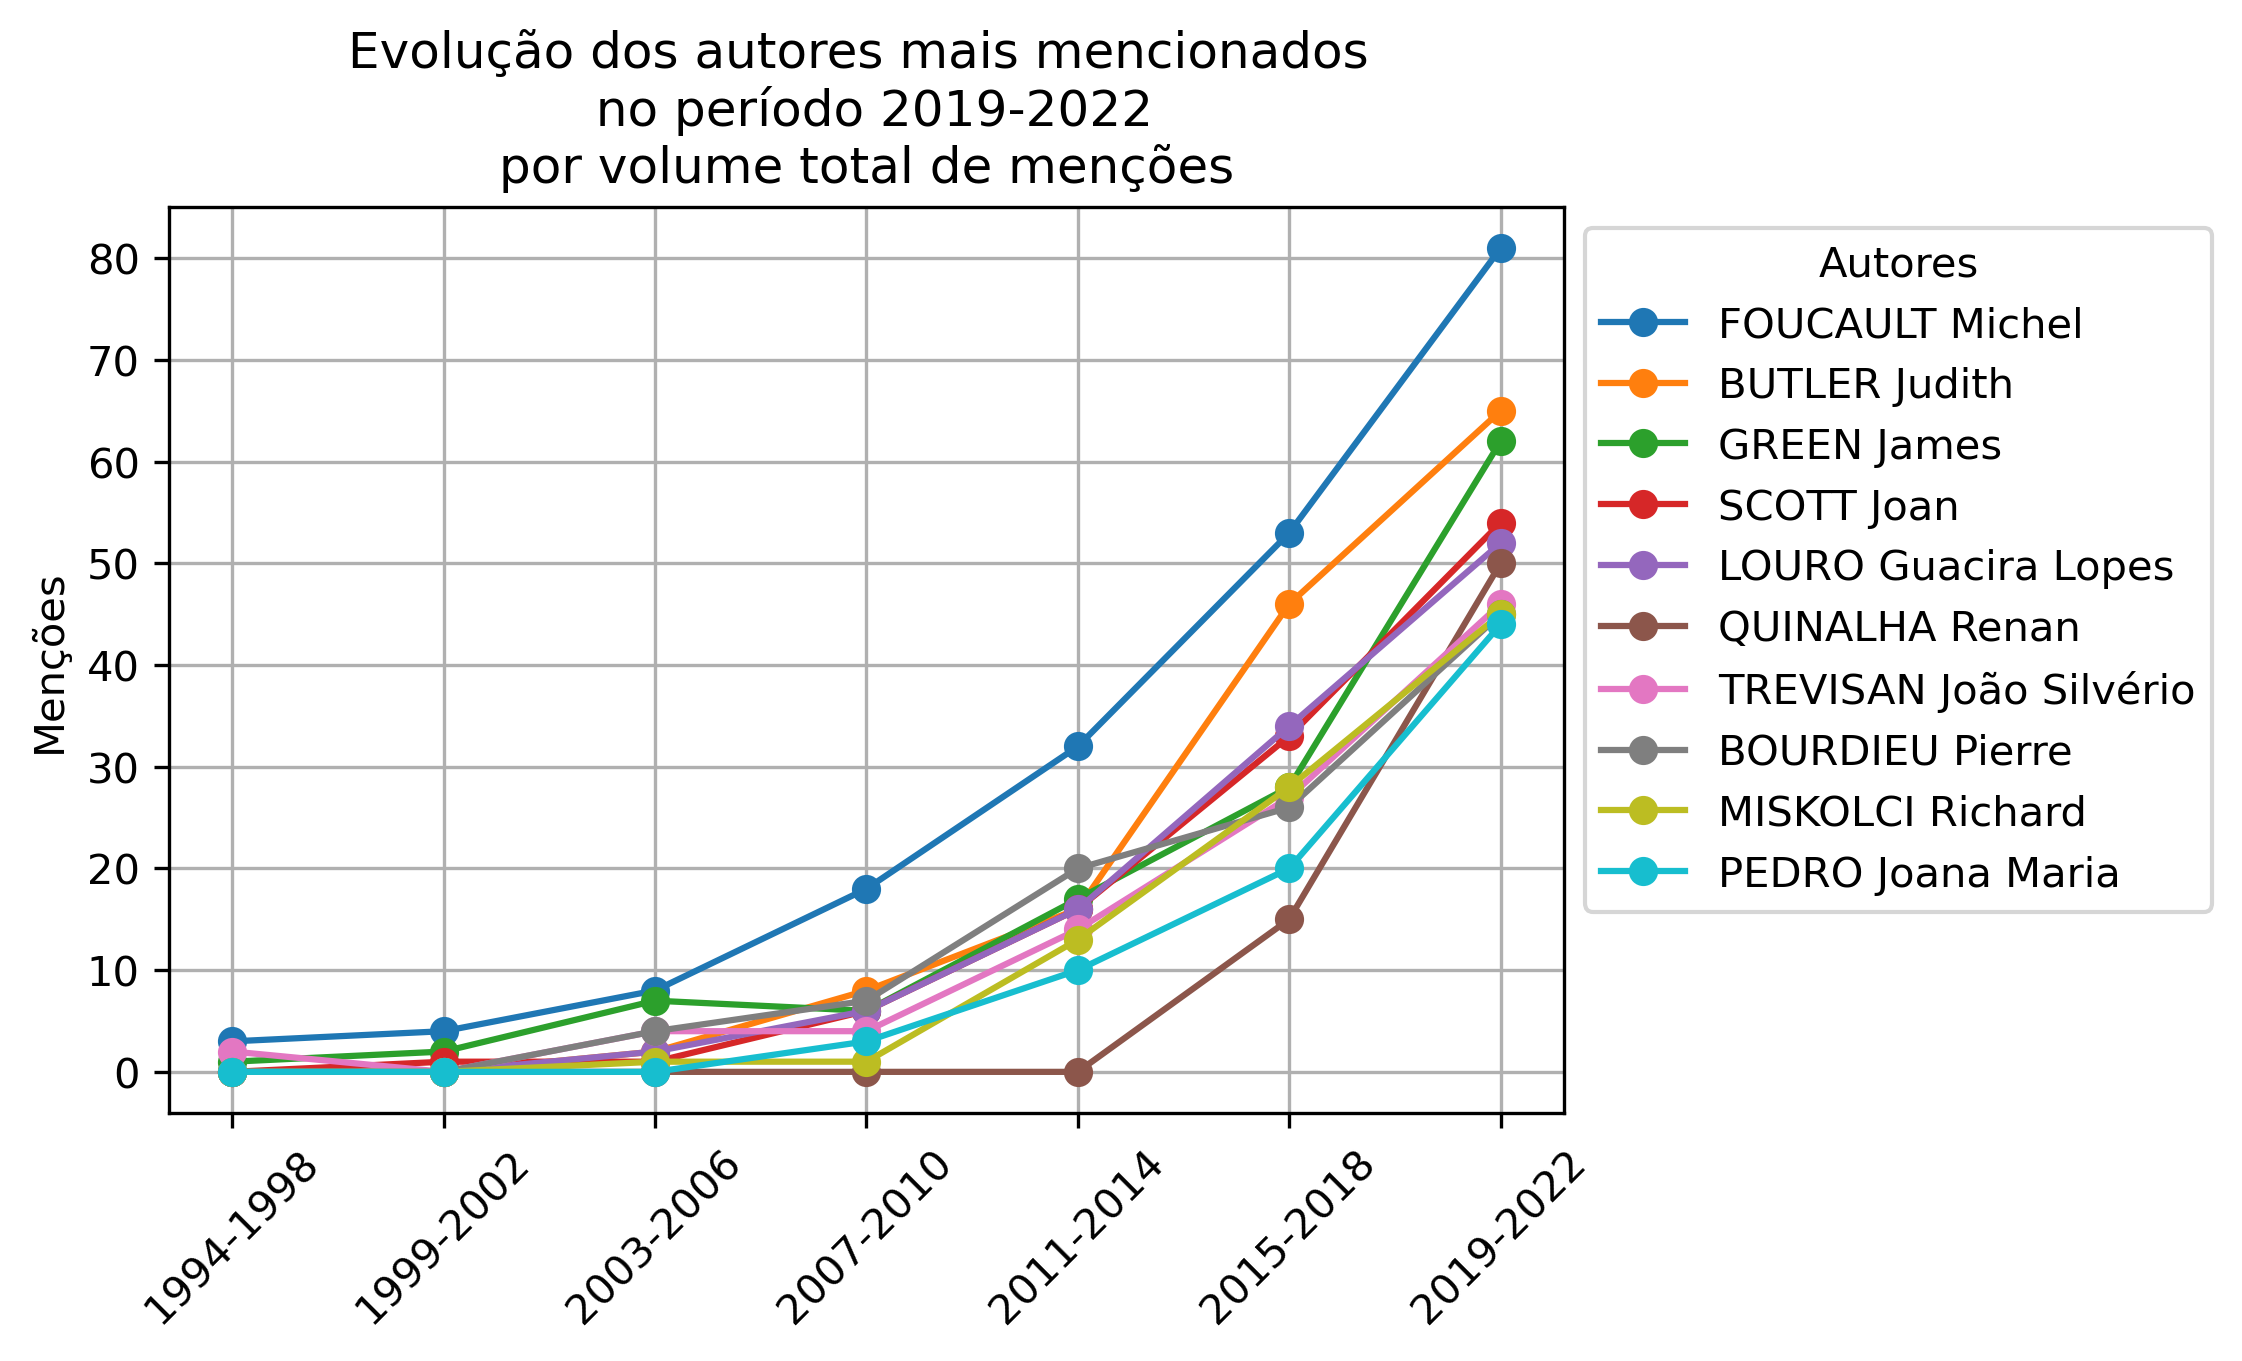 Evolução dos autores mais mencionados
no período 2019-2022
por volume total de menções
Menções
80
70
60
50
40
30
20
10
0
1994-1998
1999-2002
2003-2006
2007-2010
2011-2014
2015-2018
2019-2022
Autores
FOUCAULT Michel
BUTLER Judith
GREEN James
SCOTT Joan
LOURO Guacira Lopes
QUINALHA Renan
TREVISAN João Silvério
BOURDIEU Pierre
MISKOLCI Richard
PEDRO Joana Maria